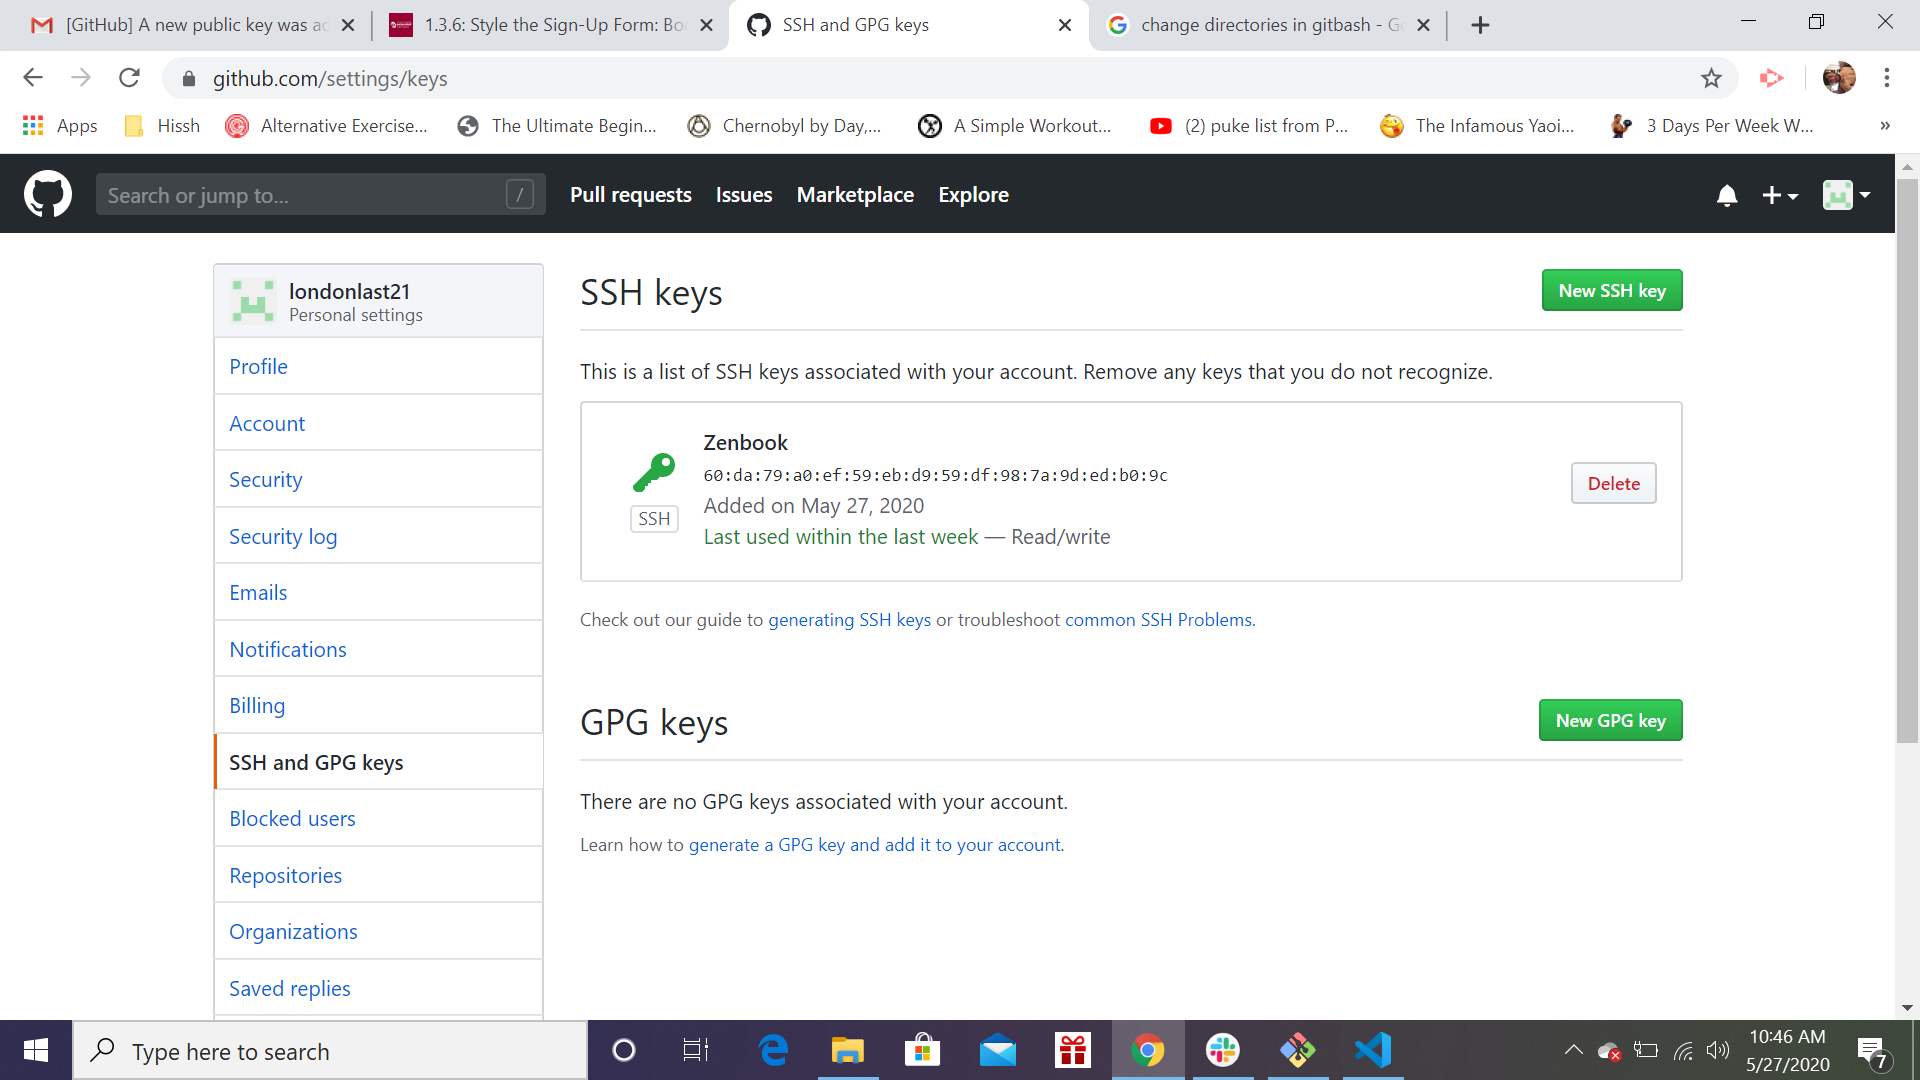 [GitHub] A new public key was ad
1.3.6: Style the Sign-Up Form: Boo
SSH and GPG keys
change directories in gitbash - Go
github.com/settings/keys
Apps
Hissh
Alternative Exercise...
The Ultimate Begin...
Chernobyl by Day,...
A Simple Workout...
(2) puke list from P...
The Infamous Yaoi...
3 Days Per Week W...
»
Search or jump to...
/
Pull requests
Issues
Marketplace
Explore
londonlast21
Personal settings
Profile
Account
Security
Security log
Emails
Notifications
Billing
SSH and GPG keys
Blocked users
Repositories
Organizations
Saved replies
SSH keys
New SSH key
This is a list of SSH keys associated with your account. Remove any keys that you do not recognize.
Zenbook
60:da:79:a0:ef:59:eb:d9:59:df:98:7a:9d:ed:b0:9c
Added on May 27, 2020
Last used within the last week — Read/write
SSH
Delete
Check out our guide to generating SSH keys or troubleshoot common SSH Problems.
GPG keys
New GPG key
There are no GPG keys associated with your account.
Learn how to generate a GPG key and add it to your account.
Type here to search
10:46 AM
5/27/2020
7